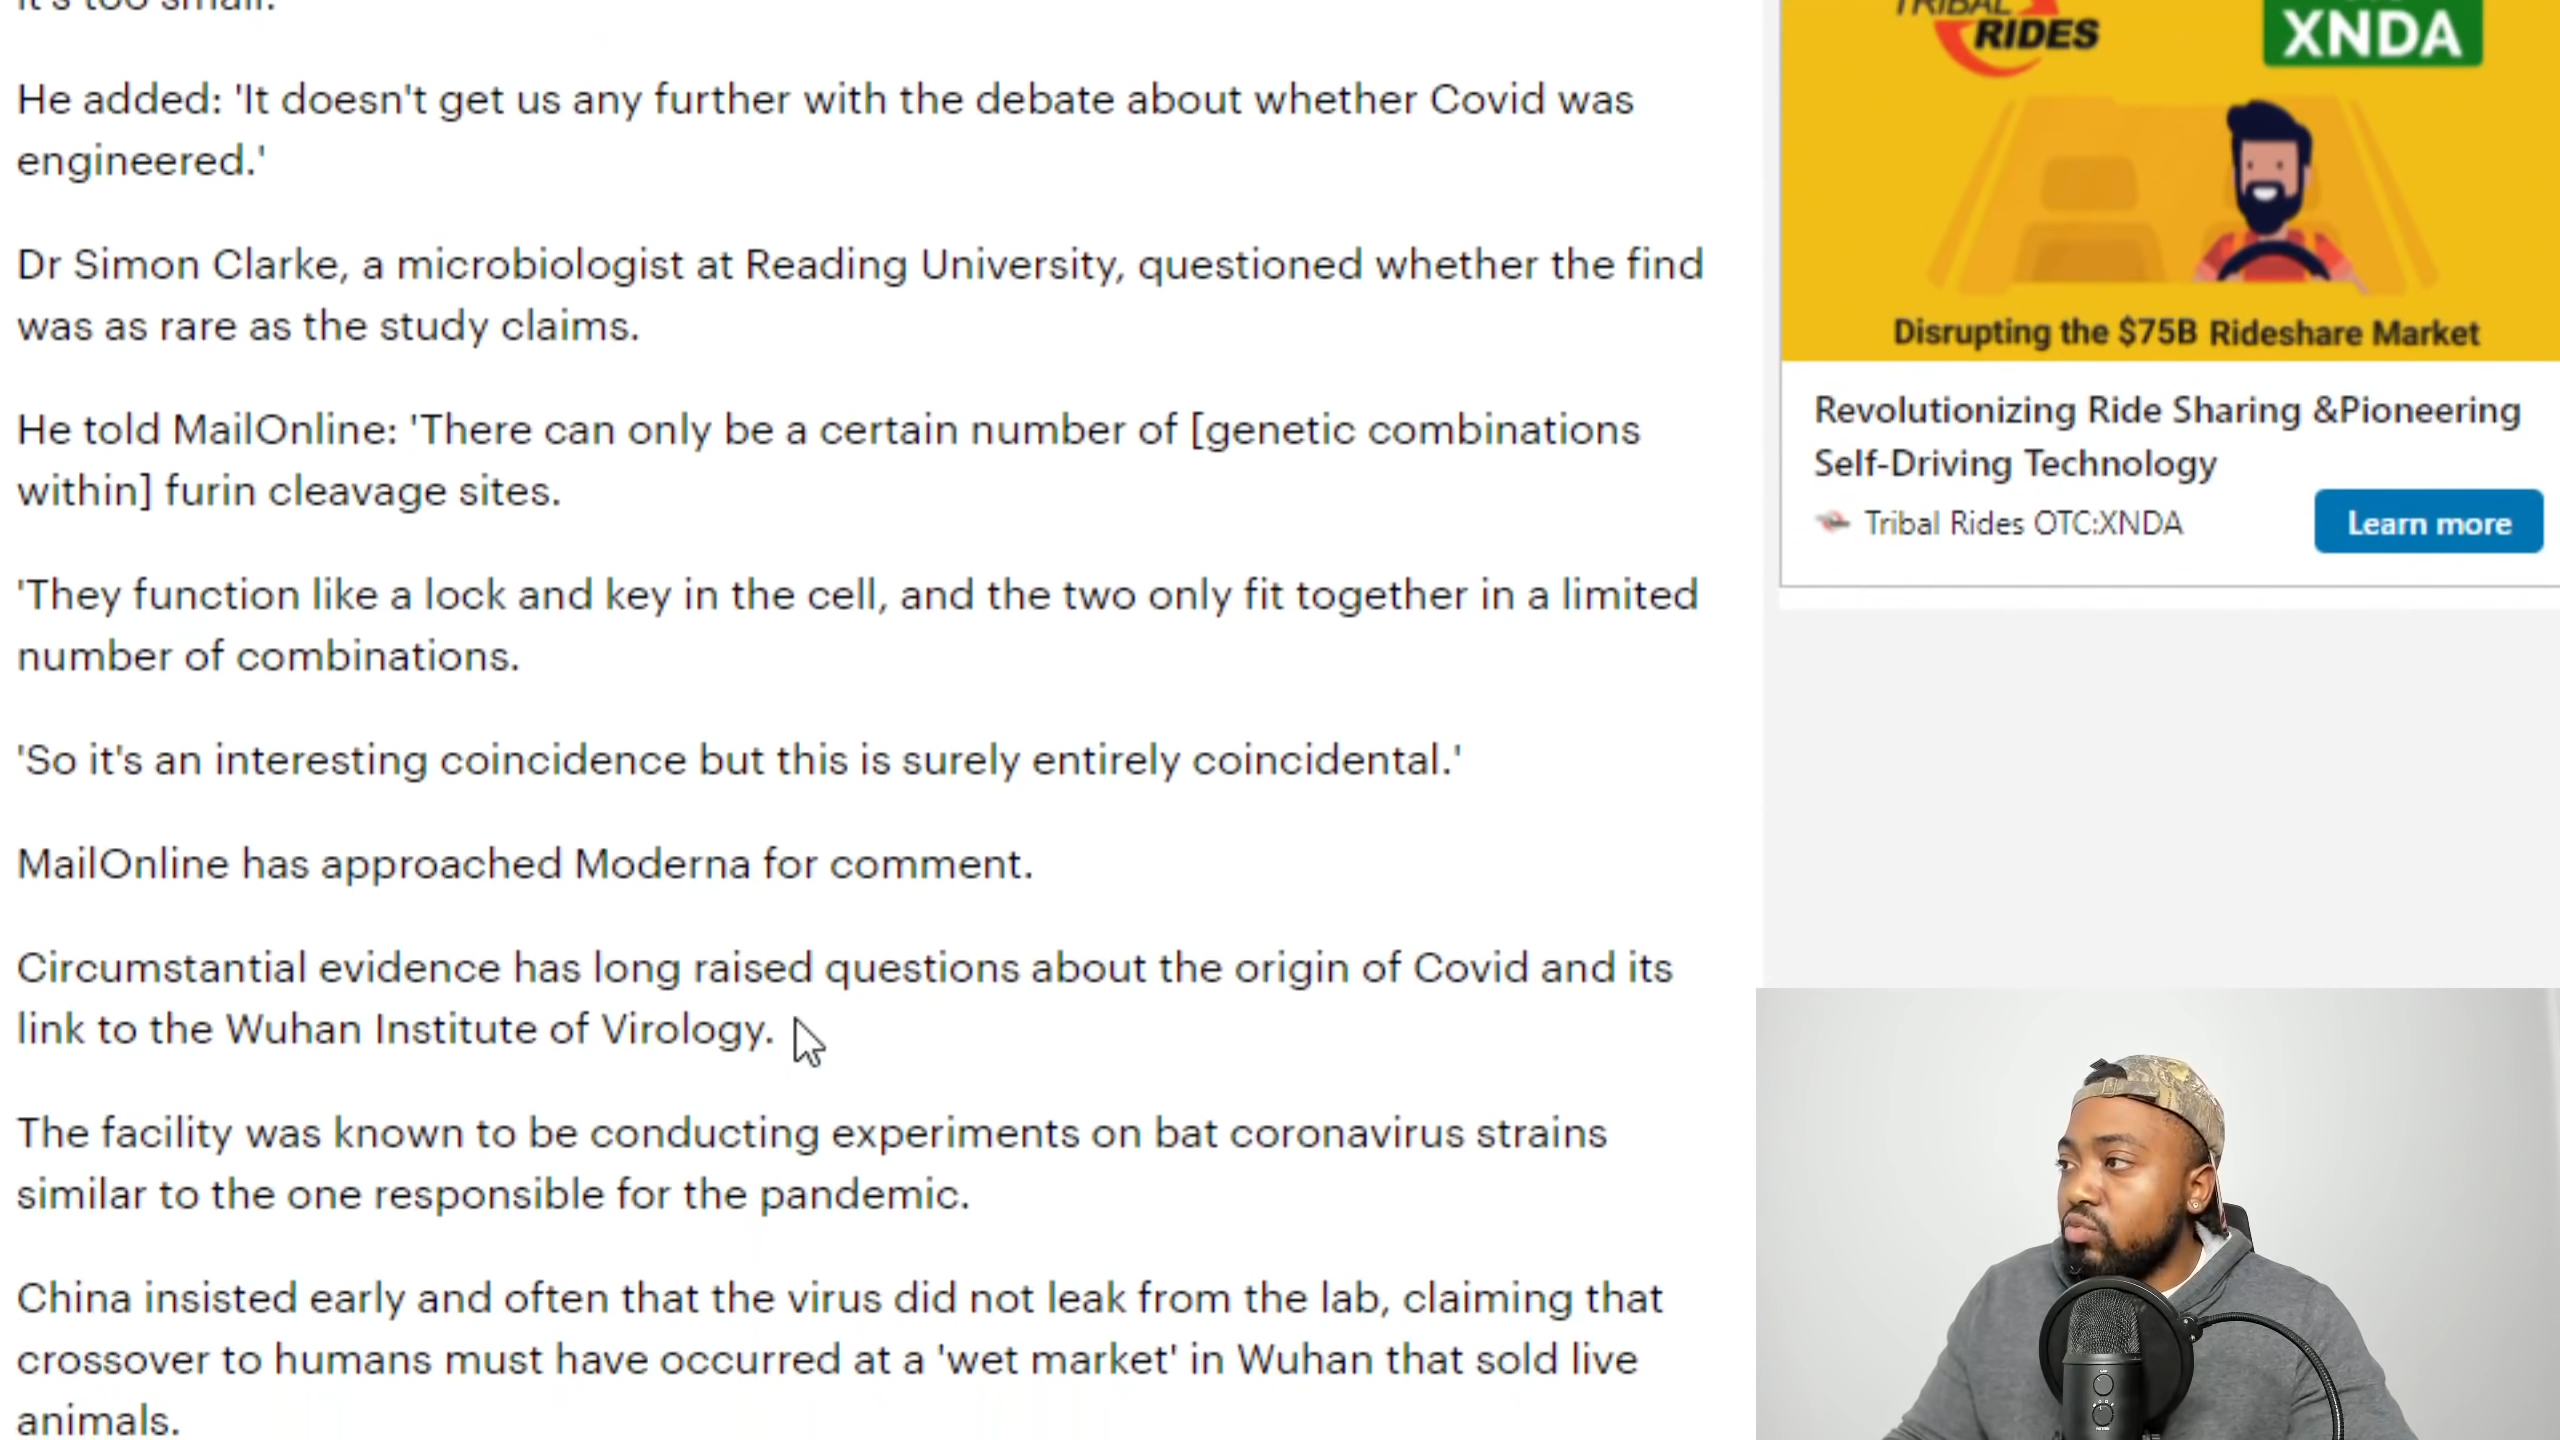 it's too small.
He added: 'It doesn't get us any further with the debate about whether Covid was
engineered.'
Dr Simon Clarke, a microbiologist at Reading University, questioned whether the find
was as rare as the study claims.
He told MailOnline: 'There can only be a certain number of [genetic combinations
within] furin cleavage sites.
'They function like a lock and key in the cell, and the two only fit together in a limited
number of combinations.
'So it's an interesting coincidence but this is surely entirely coincidental.'
MailOnline has approached Moderna for comment.
Circumstantial evidence has long raised questions about the origin of Covid and its
link to the Wuhan Institute of Virology.
The facility was known to be conducting experiments on bat coronavirus strains
similar to the one responsible for the pandemic.
China insisted early and often that the virus did not leak from the lab, claiming that
crossover to humans must have occurred at a 'wet market' in Wuhan that sold live
animals.
TRIBAL
RIDES
XNDA
Disrupting the $75B Rideshare Market
Revolutionizing Ride Sharing &Pioneering
Self-Driving Technology
Tribal Rides OTC:XNDA
Learn more